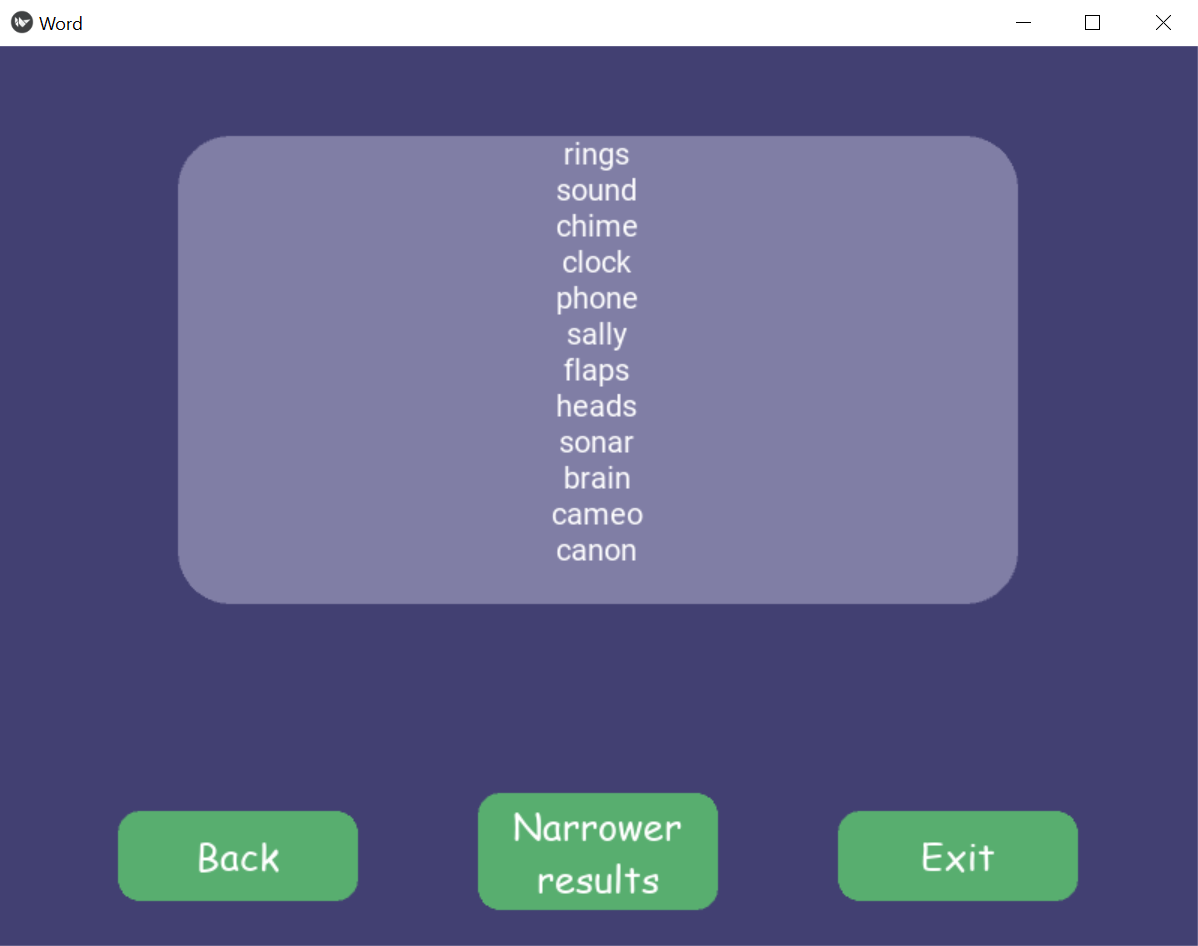 Word
rings
sound
chime
clock
phone
sally
flaps
heads
sonar
brain
cameo
canon
Back
Narrower
results
Exit